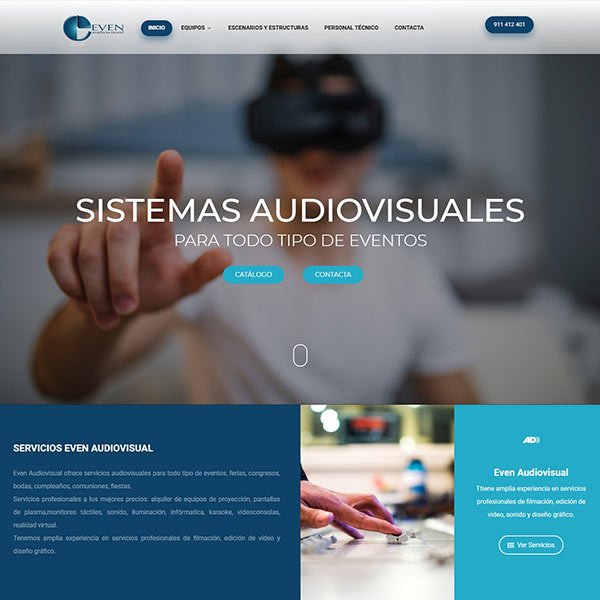 EVEN
INICIO
EQUIPOS
ESCENARIOS Y ESTRUCTURAS
PERSONAL TÉCNICO
CONTACTA
911 412 401
SISTEMAS AUDIOVISUALES
PARA TODO TIPO DE EVENTOS
CATÁLOGO
CONTACTA
SERVICIOS EVEN AUDIOVISUAL
Even Audiovisual ofrece servicios audiovisuales para todo tipo de eventos, ferias, congresos,
bodas, cumpleaños, comuniones, fiestas.
Servicios profesionales a los mejores precios: alquiler de equipos de proyección, pantallas
de plasma,monitores táctiles, sonido, iluminación, infórmatica, karaoke, videoconsolas,
realidad virtual.
Tenemos amplia experiencia en servicios profesionales de filmación, edición de video y
diseño gráfico.
Even Audiovisual
Ttiene amplia experiencia en servicios
profesionales de filmación, edición de
video, sonido y diseño gráfico.
Ver Servicios